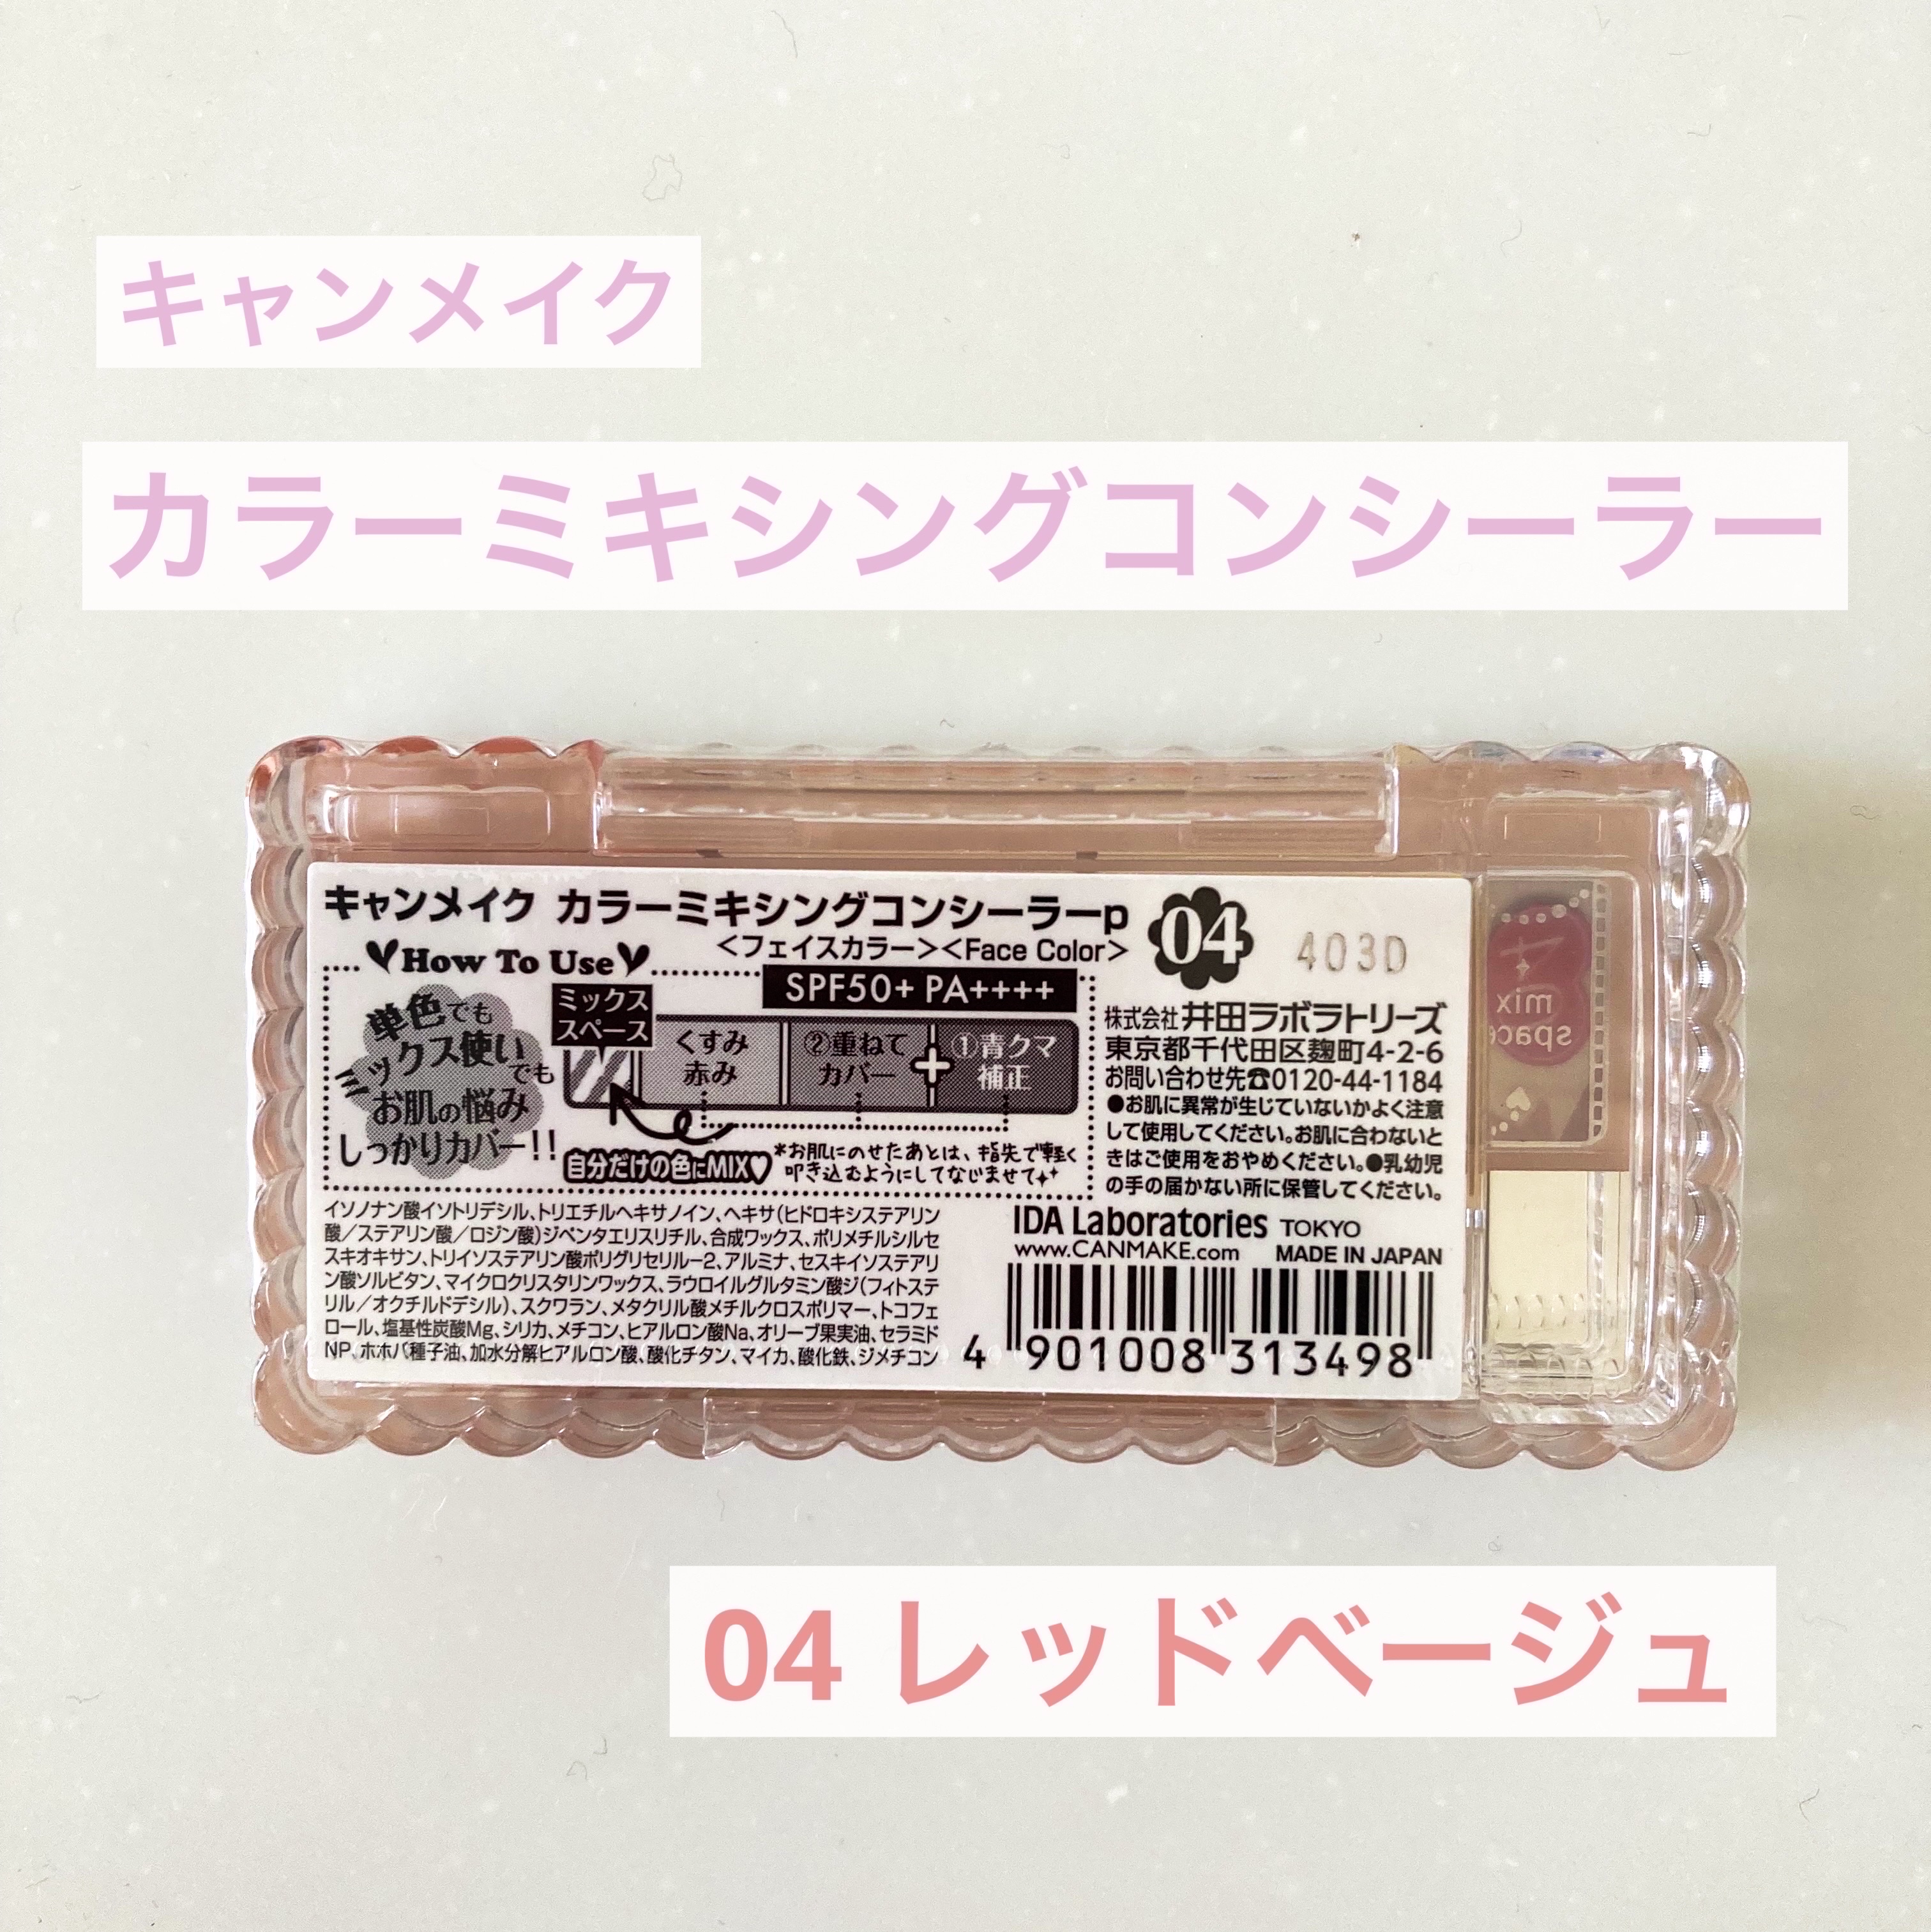 キャンメイク
カラーミキシングコンシーラー
キャンメイク カラーミキシングコンシーラーp
<フェイスカラー><Face Color>
04
403D
How To Use
SPF50+ PA++++
単色でも
ミックス使いでも
お肌の悩み
しっかりカバー!!
ミックス
スペース
くすみ
赤み
②重ねて
カバー
+
①青クマ
補正
自分だけの色にMIX♥
*お肌にのせたあとは、指先で軽く
叩き込むようにしてなじませて
株式会社井田ラボラトリーズ
東京都千代田区麹町4-2-6
お問い合わせ先☎0120-44-1184
●お肌に異常が生じていないかよく注意
して使用してください。お肌に合わないと
きはご使用をおやめください。●乳幼児
の手の届かない所に保管してください。
IDA Laboratories TOKYO
www.CANMAKE.com MADE IN JAPAN
4 901008 313498
イソノナン酸イソトリデシル、トリエチルヘキサノイン、ヘキサ(ヒドロキシステアリン
酸/ステアリン酸/ロジン酸)ジペンタエリスリチル、合成ワックス、ポリメチルシルセ
スキオキサン、トリイソステアリン酸ポリグリセリル-2、アルミナ、セスキイソステアリ
ン酸ソルビタン、マイクロクリスタリンワックス、ラウロイルグルタミン酸ジ(フィトステ
リル/オクチルドデシル)、スクワラン、メタクリル酸メチルクロスポリマー、トコフェ
ロール、塩基性炭酸Mg、シリカ、メチコン、ヒアルロン酸Na、オリーブ果実油、セラミド
NP、ホホバ種子油、加水分解ヒアルロン酸、酸化チタン、マイカ、酸化鉄、ジメチコン
mix
space
04 レッドベージュ